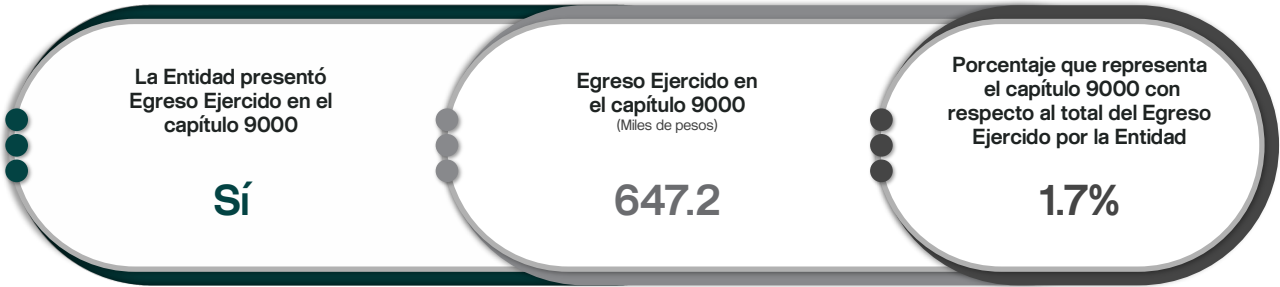 La Entidad presentó
Egreso Ejercido en el
capítulo 9000
Sí
Egreso Ejercido en
el capítulo 9000
(Miles de pesos)
647.2
Porcentaje que representa
el capítulo 9000 con
respecto al total del Egreso
Ejercido por la Entidad
1.7%